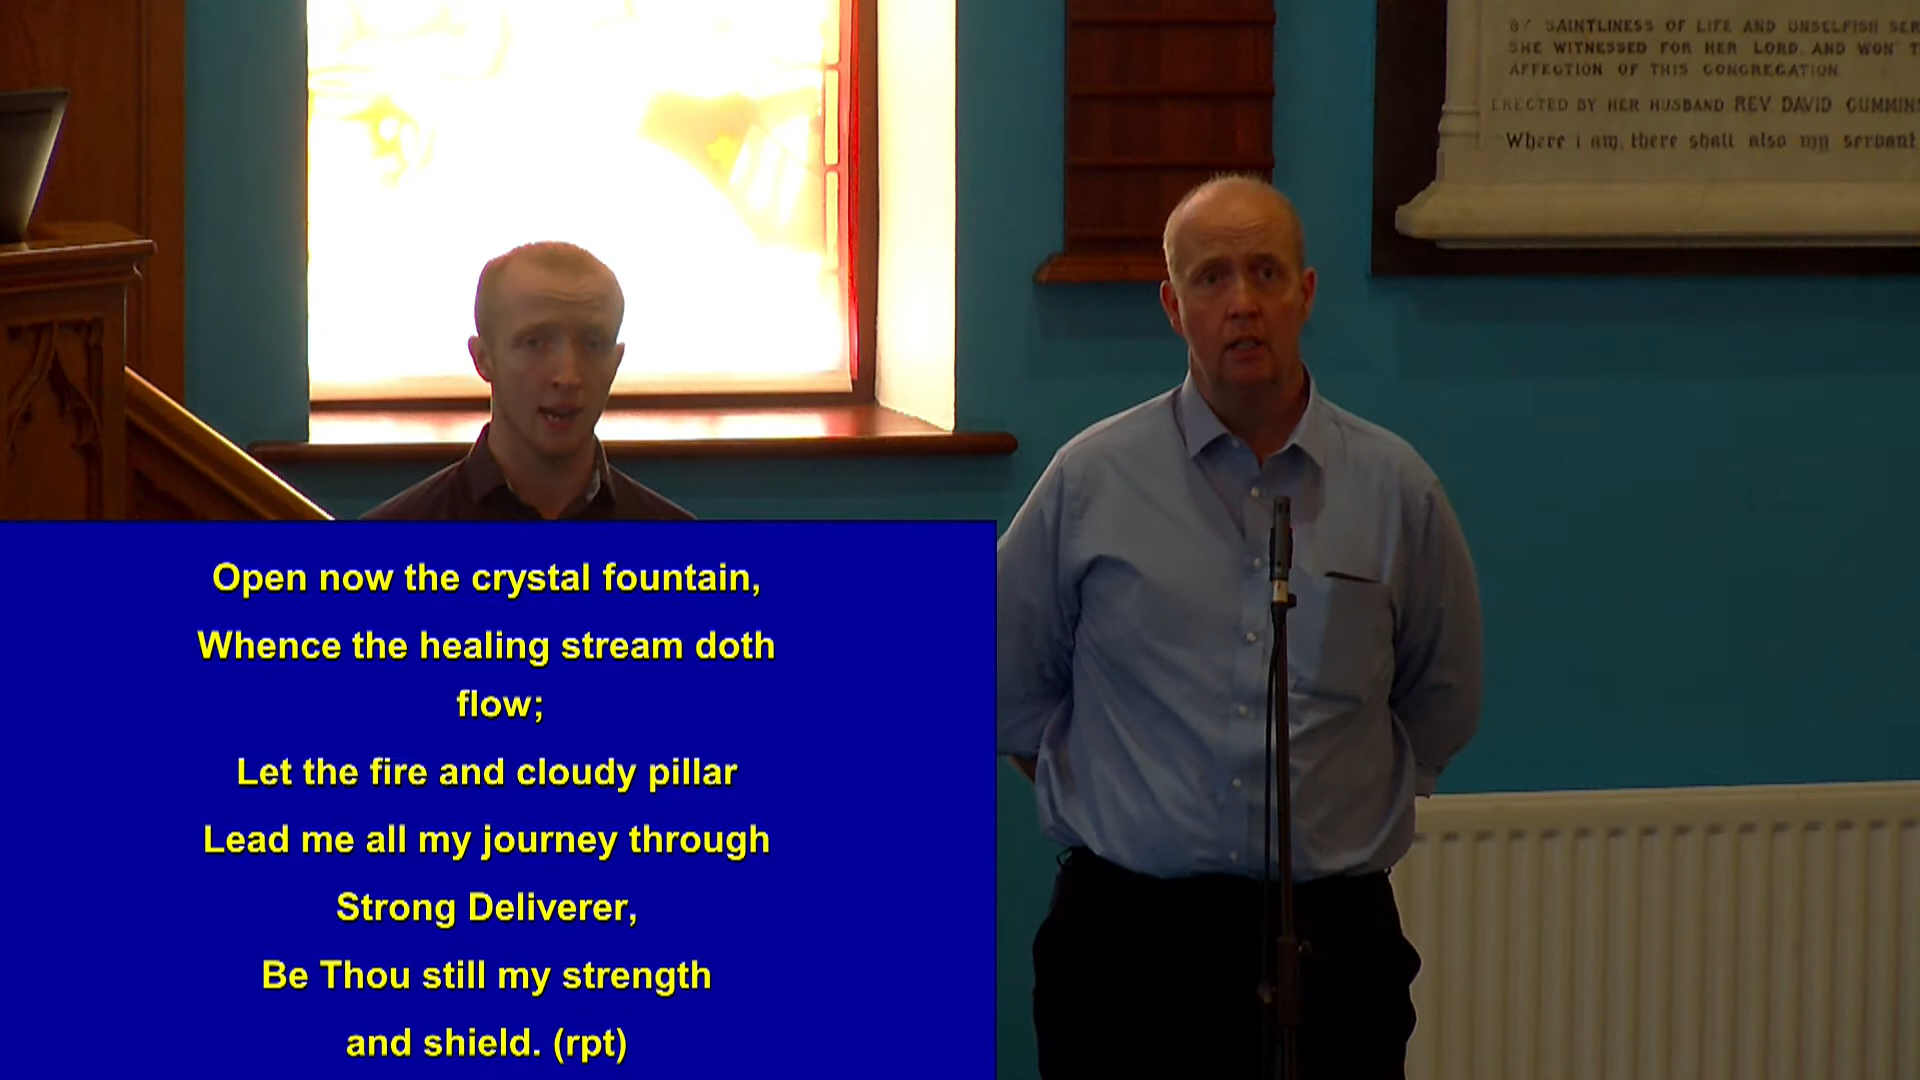 BY SAINTLINESS OF LIFE AND UNSELFISH
SHE WITNESSED FOR HER LORD, AND WON
AFFECTION OF THIS CONGREGATION
ERECTED BY HER HUSBAND REV. DAVID CUMMINS
Where i am, there shall also my servant
Open now the crystal fountain,
Whence the healing stream doth
flow;
Let the fire and cloudy pillar
Lead me all my journey through
Strong Deliverer,
Be Thou still my strength
and shield. (rpt)